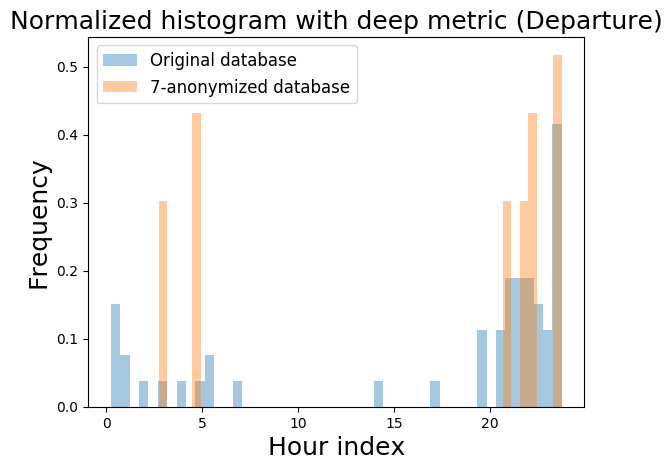 Normalized histogram with deep metric (Departure)
Original database
7-anonymized database
Frequency
0.5
0.4
0.3
0.2
0.1
0.0
0 5 10 15 20
Hour index